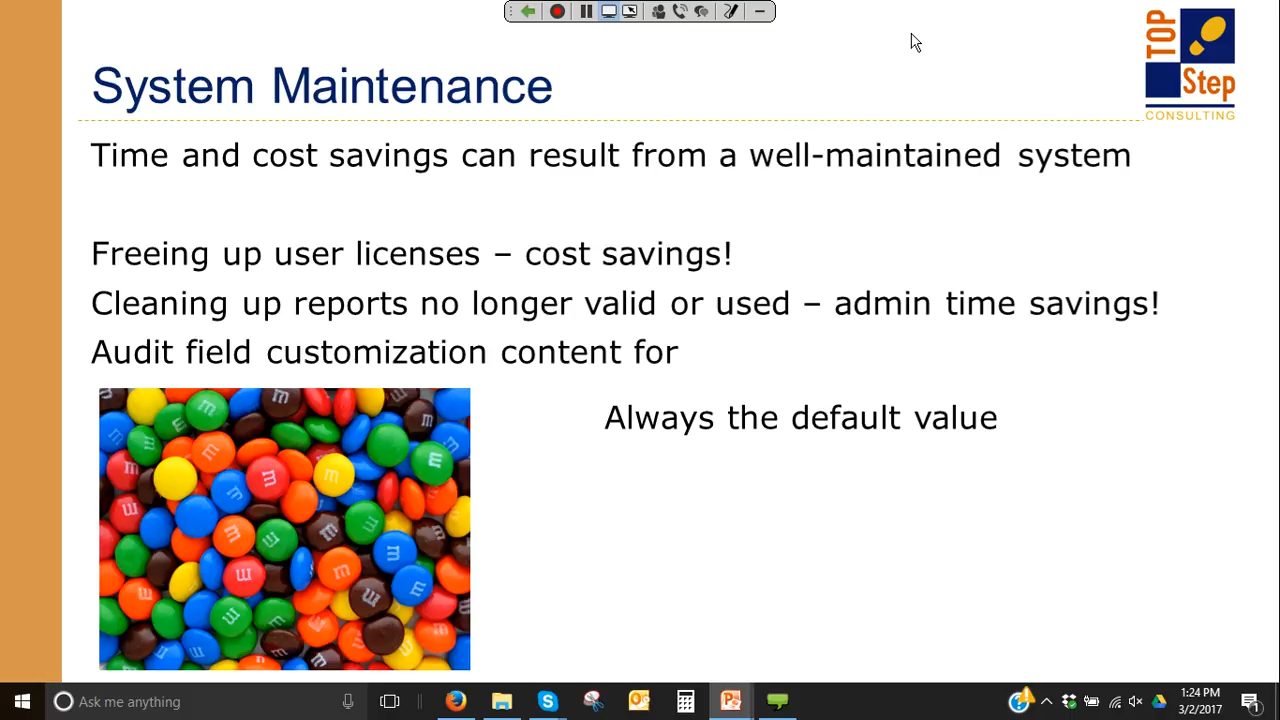 System Maintenance
TOP
Step
CONSULTING
Time and cost savings can result from a well-maintained system
Freeing up user licenses – cost savings!
Cleaning up reports no longer valid or used – admin time savings!
Audit field customization content for
Always the default value
Ask me anything
1:24 PM
3/2/2017